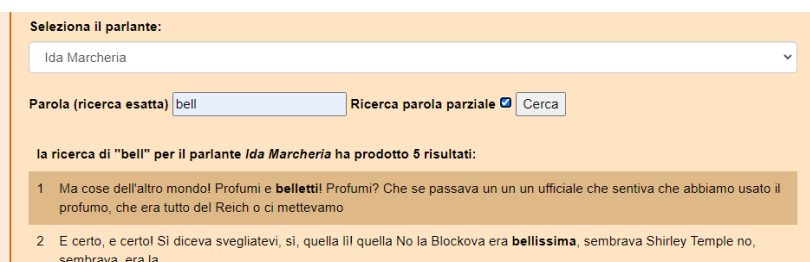 Seleziona il parlante:
Ida Marcheria
Parola (ricerca esatta) bell Ricerca parola parziale Cerca
la ricerca di "bell" per il parlante Ida Marcheria ha prodotto 5 risultati:
1 Ma cose dell'altro mondo! Profumi e belletti! Profumi? Che se passava un un un ufficiale che sentiva che abbiamo usato il
profumo, che era tutto del Reich o ci mettevamo
2 E certo, e certo! Sì diceva svegliatevi, sì, quella lì! quella No la Blockova era bellissima, sembrava Shirley Temple no,
sembrava, era la